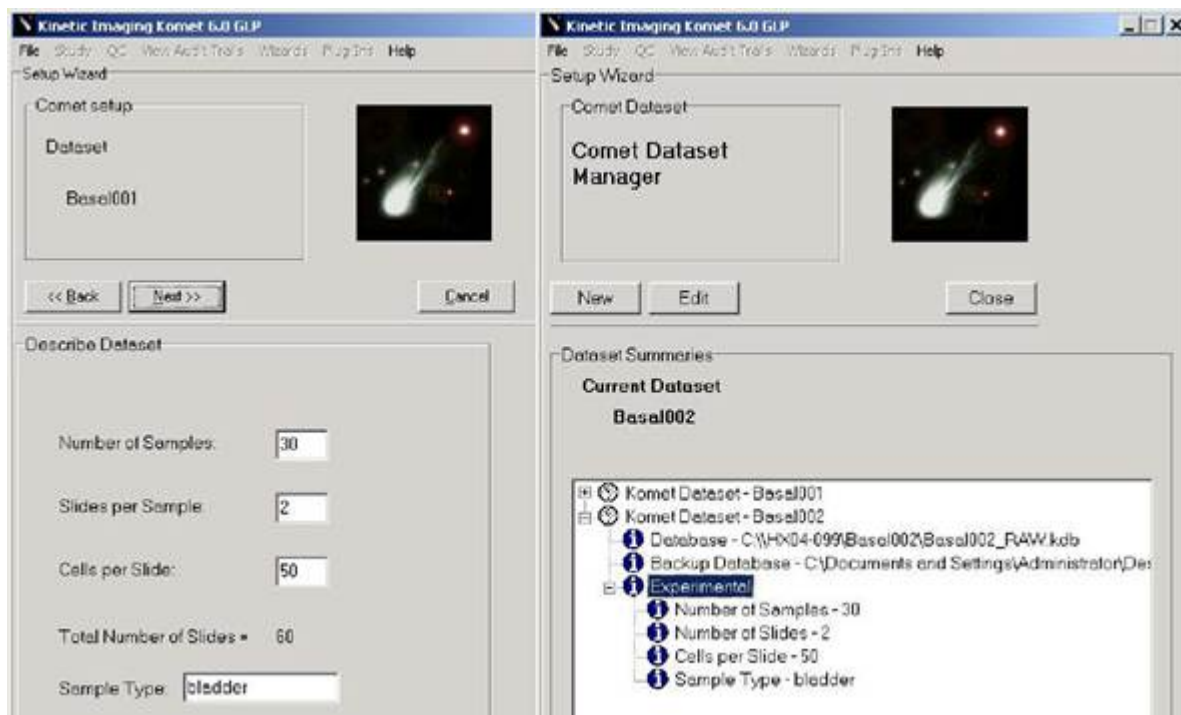 Kinetic Imaging Komet 6.0 GLP
File Study QC View Audit Trails Wizards Plug Ins Help
Setup Wizard
Comet setup
Dataset
Basal001
<< Back Next >> Cancel
Describe Dataset
Number of Samples: 30
Slides per Sample: 2
Cells per Slide: 50
Total Number of Slides = 60
Sample Type: bladder
Kinetic Imaging Komet 6.0 GLP
File Study QC View Audit Trails Wizards Plug Ins Help
Setup Wizard
Comet Dataset
Comet Dataset
Manager
New Edit Close
Dataset Summaries
Current Dataset
Basal002
Komet Dataset - Basal001
Komet Dataset - Basal002
Database - C:\\HX04-099\Basal002\Basal002_RAW.kdb
Backup Database - C:\Documents and Settings\Administrator\Des
Experimental
Number of Samples - 30
Number of Slides - 2
Cells per Slide - 50
Sample Type - bladder